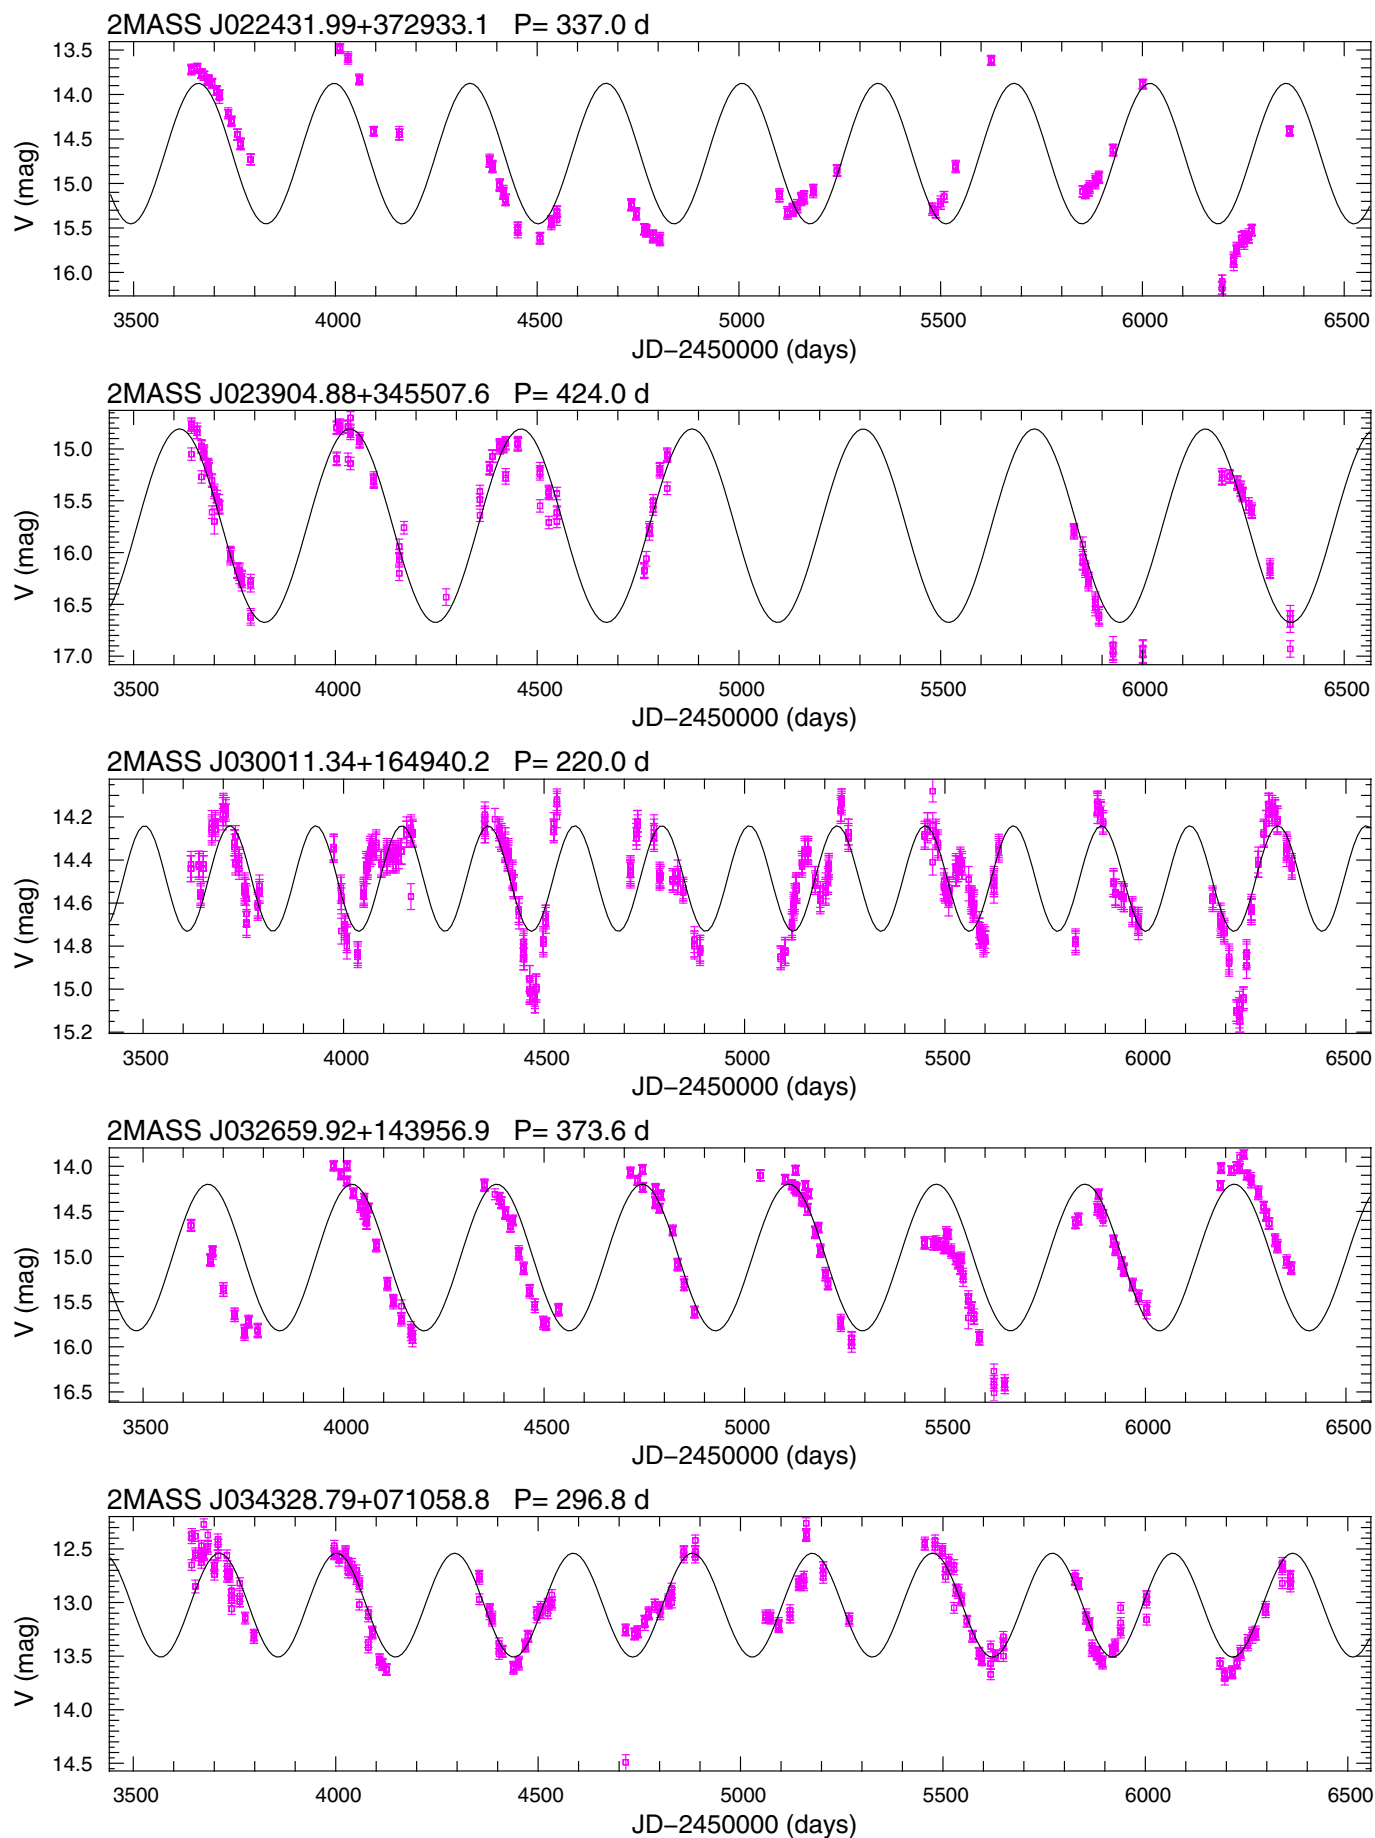 2MASS J022431.99+372933.1 P= 337.0 d
13.5
14.0
14.5
15.0
15.5
16.0
V (mag)
3500 4000 4500 5000 5500 6000 6500
JD−2450000 (days)
2MASS J023904.88+345507.6 P= 424.0 d
15.0
15.5
16.0
16.5
17.0
V (mag)
3500 4000 4500 5000 5500 6000 6500
JD−2450000 (days)
2MASS J030011.34+164940.2 P= 220.0 d
14.2
14.4
14.6
14.8
15.0
15.2
V (mag)
3500 4000 4500 5000 5500 6000 6500
JD−2450000 (days)
2MASS J032659.92+143956.9 P= 373.6 d
14.0
14.5
15.0
15.5
16.0
16.5
V (mag)
3500 4000 4500 5000 5500 6000 6500
JD−2450000 (days)
2MASS J034328.79+071058.8 P= 296.8 d
12.5
13.0
13.5
14.0
14.5
V (mag)
3500 4000 4500 5000 5500 6000 6500
JD−2450000 (days)